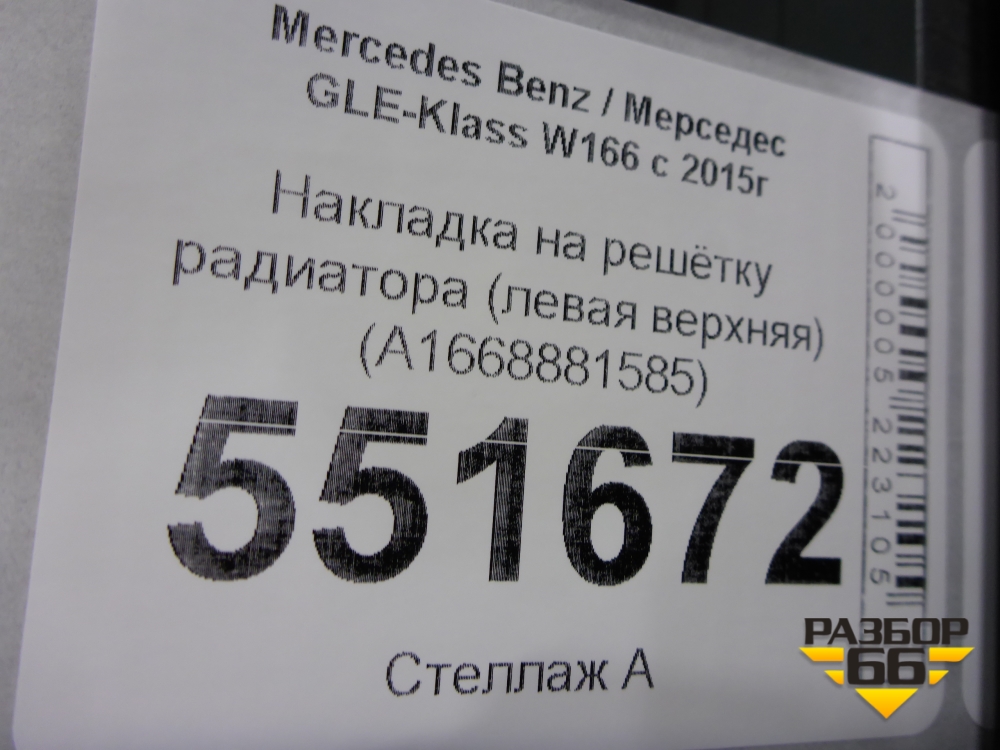 Mercedes Benz / Мерседес
GLE-Klass W166 с 2015г
Накладка на решётку
радиатора (левая верхняя)
(A1668881585)
551672
Стеллаж А
2000005223105
РАЗБОР
66